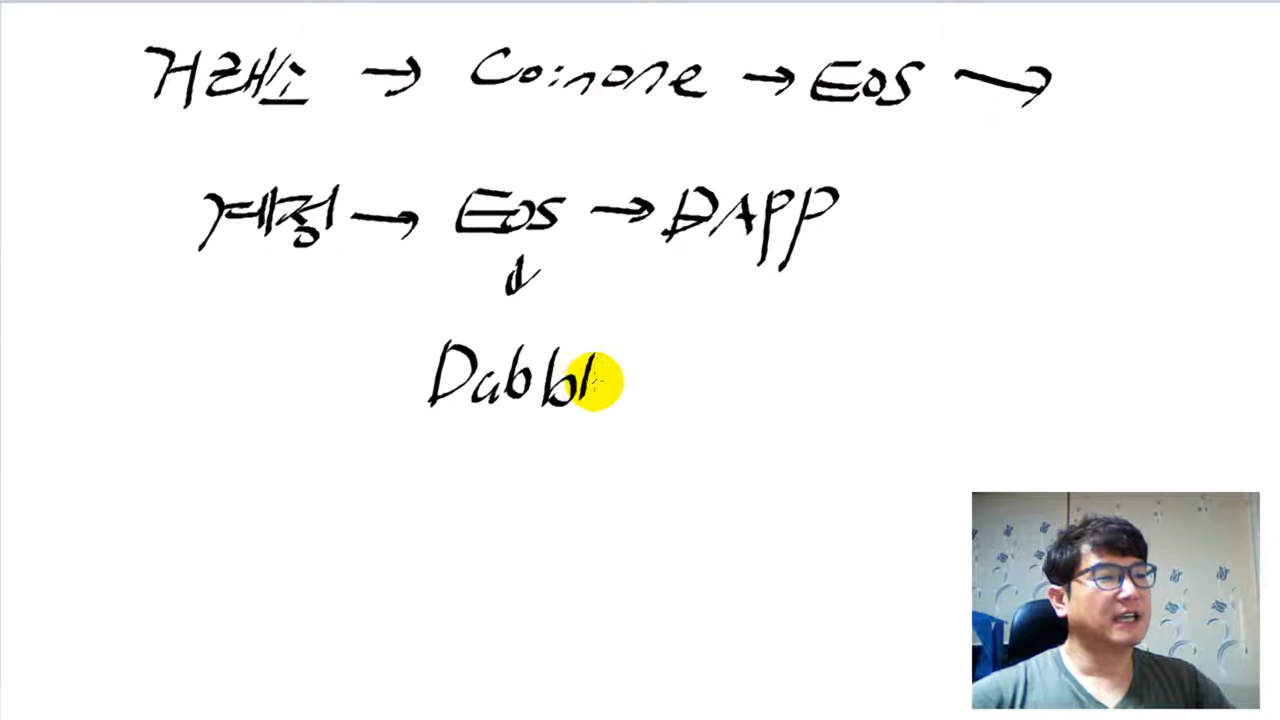 거래소 → Coinone → EOS →
계정 → EOS → DAPP
↓
Dabbl